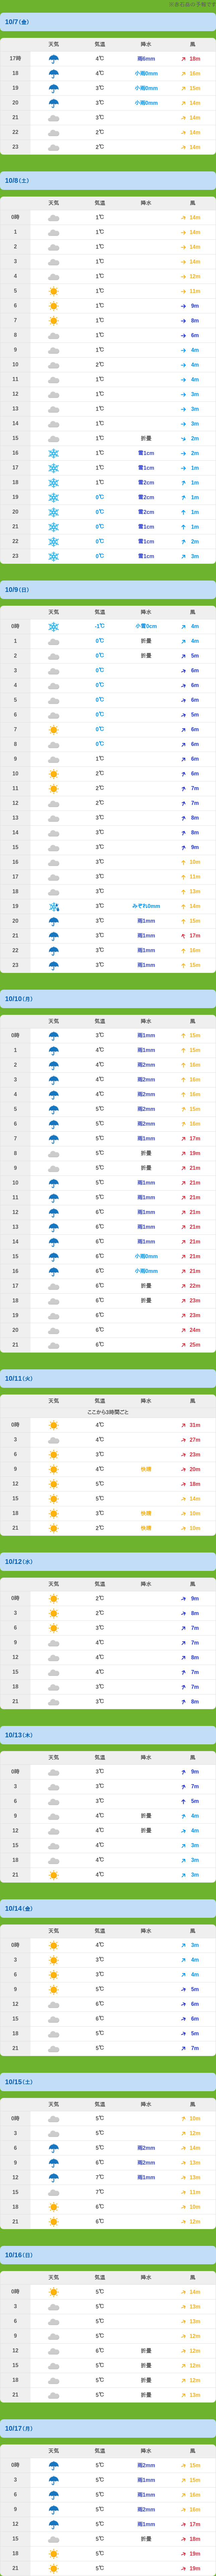 10/7(金)
天気 気温 降水 風
17時 4℃ 雨6mm 18m
18 4℃ 小雨0mm 16m
19 3℃ 小雨0mm 15m
20 3℃ 小雨0mm 14m
21 3℃ 14m
22 2℃ 14m
23 2℃ 14m
10/8(土)
天気 気温 降水 風
0時 1℃ 14m
1 1℃ 14m
2 1℃ 14m
3 1℃ 14m
4 1℃ 12m
5 1℃ 11m
6 1℃ 9m
7 1℃ 8m
8 1℃ 6m
9 1℃ 4m
10 2℃ 4m
11 1℃ 4m
12 1℃ 3m
13 1℃ 3m
14 1℃ 3m
15 1℃ 折曇 2m
16 1℃ 雪1cm 2m
17 1℃ 雪1cm 1m
18 1℃ 雪2cm 1m
19 0℃ 雪2cm 1m
20 0℃ 雪2cm 1m
21 0℃ 雪1cm 1m
22 0℃ 雪1cm 2m
23 0℃ 雪1cm 3m
10/9(日)
天気 気温 降水 風
0時 -1℃ 小雪0cm 4m
1 0℃ 折曇 4m
2 0℃ 折曇 5m
3 0℃ 6m
4 0℃ 6m
5 0℃ 6m
6 0℃ 5m
7 0℃ 6m
8 0℃ 6m
9 1℃ 6m
10 2℃ 6m
11 2℃ 7m
12 2℃ 7m
13 3℃ 8m
14 3℃ 8m
15 3℃ 9m
16 3℃ 10m
17 3℃ 11m
18 3℃ 13m
19 3℃ みぞれ0mm 14m
20 3℃ 雨1mm 15m
21 3℃ 雨1mm 17m
22 3℃ 雨1mm 16m
23 3℃ 雨1mm 15m
10/10(月)
天気 気温 降水 風
0時 3℃ 雨1mm 15m
1 4℃ 雨1mm 15m
2 4℃ 雨2mm 16m
3 4℃ 雨2mm 16m
4 4℃ 雨2mm 16m
5 5℃ 雨2mm 15m
6 5℃ 雨2mm 16m
7 5℃ 雨1mm 17m
8 5℃ 折曇 19m
9 5℃ 折曇 21m
10 5℃ 雨1mm 21m
11 5℃ 雨1mm 21m
12 6℃ 雨1mm 21m
13 6℃ 雨1mm 21m
14 6℃ 雨1mm 21m
15 6℃ 小雨0mm 21m
16 6℃ 小雨0mm 21m
17 6℃ 折曇 22m
18 6℃ 折曇 23m
19 6℃ 23m
20 6℃ 24m
21 6℃ 25m
10/11(火)
天気 気温 降水 風
ここから3時間ごと
0時 4℃ 31m
3 4℃ 27m
6 3℃ 23m
9 4℃ 快晴 20m
12 5℃ 18m
15 5℃ 14m
18 3℃ 快晴 10m
21 2℃ 快晴 10m
10/12(水)
天気 気温 降水 風
0時 2℃ 9m
3 2℃ 8m
6 3℃ 7m
9 4℃ 7m
12 4℃ 8m
15 4℃ 7m
18 3℃ 7m
21 3℃ 8m
10/13(木)
天気 気温 降水 風
0時 3℃ 9m
3 3℃ 7m
6 3℃ 5m
9 4℃ 折曇 4m
12 4℃ 折曇 4m
15 4℃ 3m
18 4℃ 3m
21 4℃ 3m
10/14(金)
天気 気温 降水 風
0時 4℃ 3m
3 3℃ 4m
6 3℃ 4m
9 5℃ 5m
12 6℃ 6m
15 6℃ 6m
18 5℃ 5m
21 5℃ 7m
10/15(土)
天気 気温 降水 風
0時 5℃ 10m
3 5℃ 12m
6 5℃ 雨2mm 14m
9 6℃ 雨2mm 13m
12 7℃ 雨1mm 13m
15 7℃ 11m
18 6℃ 10m
21 6℃ 12m
10/16(日)
天気 気温 降水 風
0時 5℃ 14m
3 5℃ 13m
6 5℃ 13m
9 5℃ 12m
12 6℃ 折曇 12m
15 5℃ 折曇 12m
18 5℃ 折曇 12m
21 5℃ 折曇 13m
10/17(月)
天気 気温 降水 風
0時 5℃ 雨2mm 15m
3 5℃ 雨1mm 15m
6 5℃ 雨1mm 16m
9 5℃ 雨2mm 16m
12 5℃ 雨1mm 17m
15 5℃ 折曇 18m
18 5℃ 19m
21 5℃ 19m